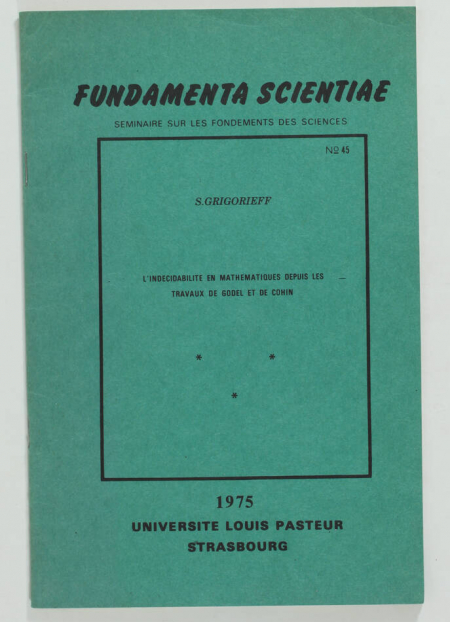 FUNDAMENTA SCIENTIAE
SEMINAIRE SUR LES FONDEMENTS DES SCIENCES
Nº 45
S.GRIGORIEFF
L'INDECIDABILITE EN MATHEMATIQUES DEPUIS LES
TRAVAUX DE GODEL ET DE COHIN
* *
*
1975
UNIVERSITE LOUIS PASTEUR
STRASBOURG